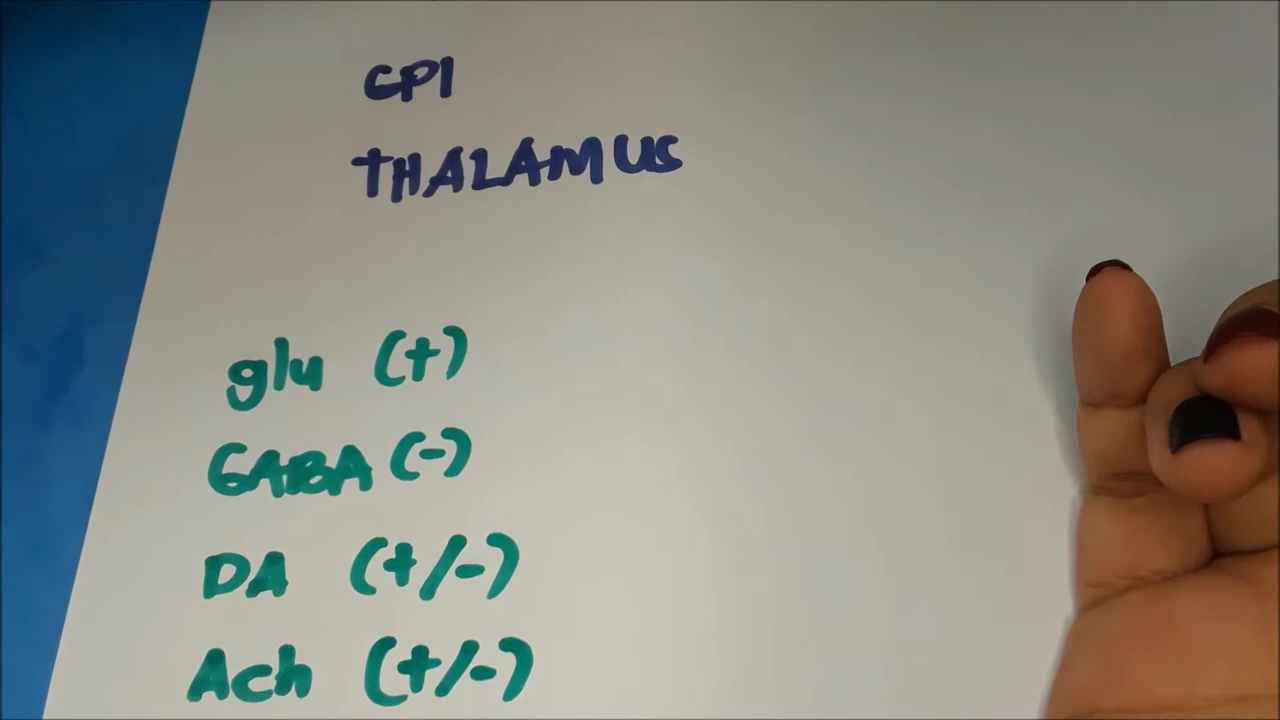 GPI
THALAMUS
glu (+)
GABA (-)
DA (+/-)
Ach (+/-)